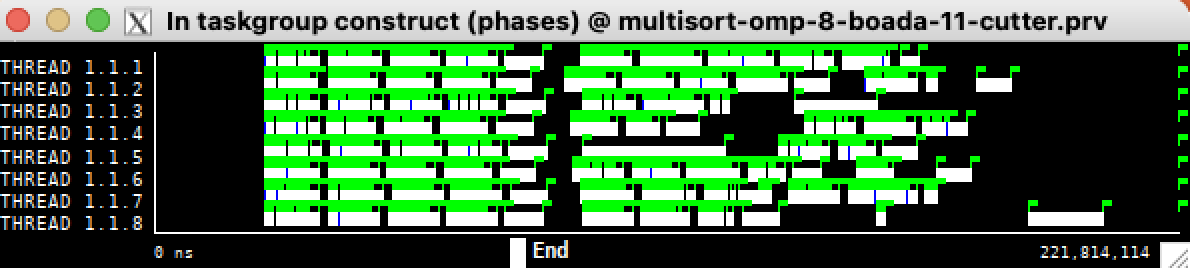 In taskgroup construct (phases) @ multisort-omp-8-boada-11-cutter.prv
THREAD 1.1.1
THREAD 1.1.2
THREAD 1.1.3
THREAD 1.1.4
THREAD 1.1.5
THREAD 1.1.6
THREAD 1.1.7
THREAD 1.1.8
0 ns
End
221,814,114